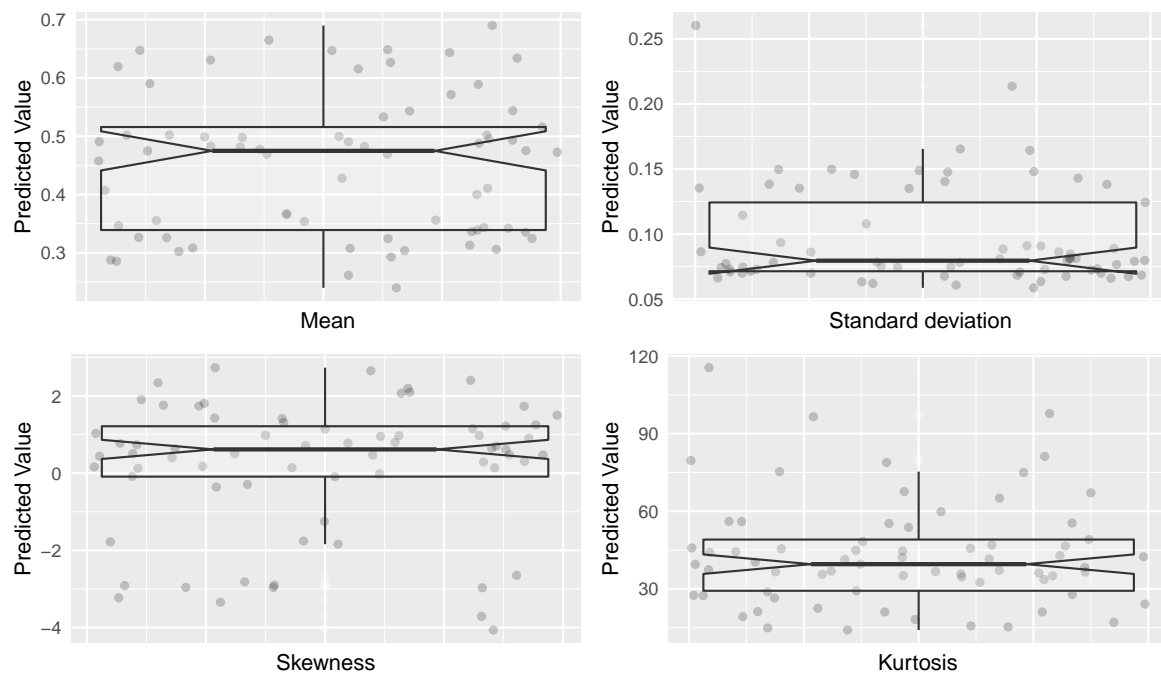 Predicted Value
0.7
0.6
0.5
0.4
0.3
Mean
Predicted Value
0.25
0.20
0.15
0.10
0.05
Standard deviation
Predicted Value
2
0
−2
−4
Skewness
Predicted Value
120
90
60
30
Kurtosis